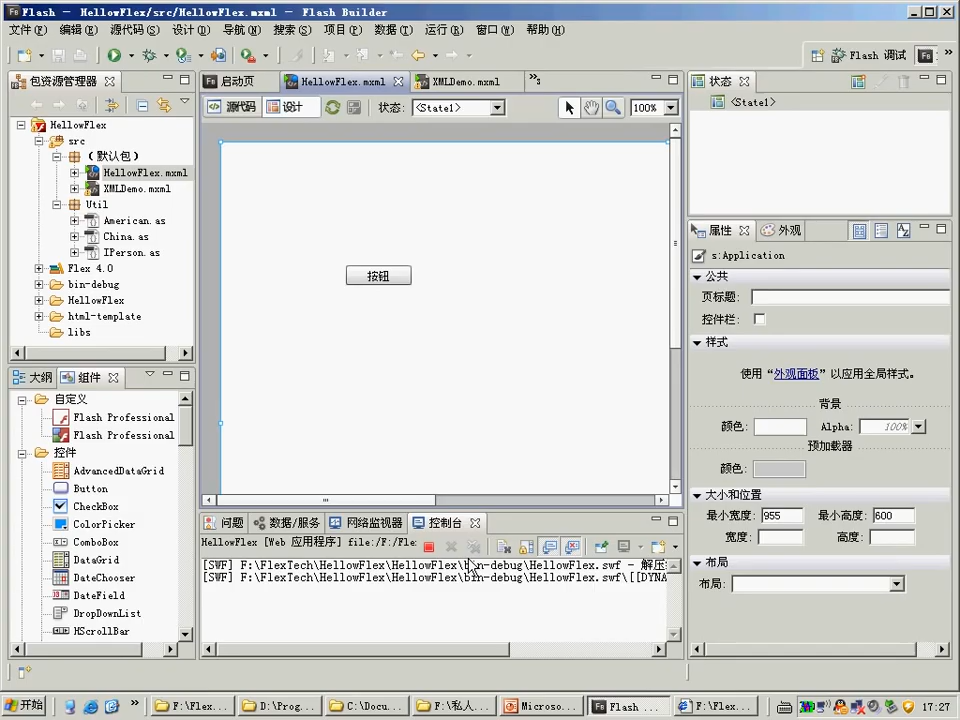 Flash - HellowFlex/src/HellowFlex.mxml - Flash Builder
文件(F) 编辑(E) 源代码(S) 设计(D) 导航(N) 搜索(S) 项目(P) 数据(T) 运行(R) 窗口(W) 帮助(H)
Flash 调试
包资源管理器
启动页 HellowFlex.mxml XMLDemo.mxml
状态
源代码 设计 状态: <State1> 100%
<State1>
HellowFlex
src
(默认包)
HellowFlex.mxml
XMLDemo.mxml
Util
American.as
China.as
IPerson.as
Flex 4.0
bin-debug
HellowFlex
html-template
libs
按钮
大纲 组件
自定义
Flash Professional
Flash Professional
控件
AdvancedDataGrid
Button
CheckBox
ColorPicker
ComboBox
DataGrid
DateChooser
DateField
DropDownList
HScrollBar
属性 外观
s:Application
公共
页标题:
控件栏:
样式
使用 “外观面板” 以应用全局样式。
背景
颜色: Alpha: 100%
预加载器
颜色:
大小和位置
最小宽度: 955 最小高度: 600
宽度: 高度:
布局
布局:
问题 数据/服务 网络监视器 控制台
HellowFlex [Web 应用程序] file:/F:/Fle
[SWF] F:\FlexTech\HellowFlex\HellowFlex\bin-debug\HellowFlex.swf - 解压
[SWF] F:\FlexTech\HellowFlex\HellowFlex\bin-debug\HellowFlex.swf\[[DYNA
开始 F:\Flex... D:\Prog... C:\Docu... F:\私人... Microso... Flash ... F:\Flex... 17:27